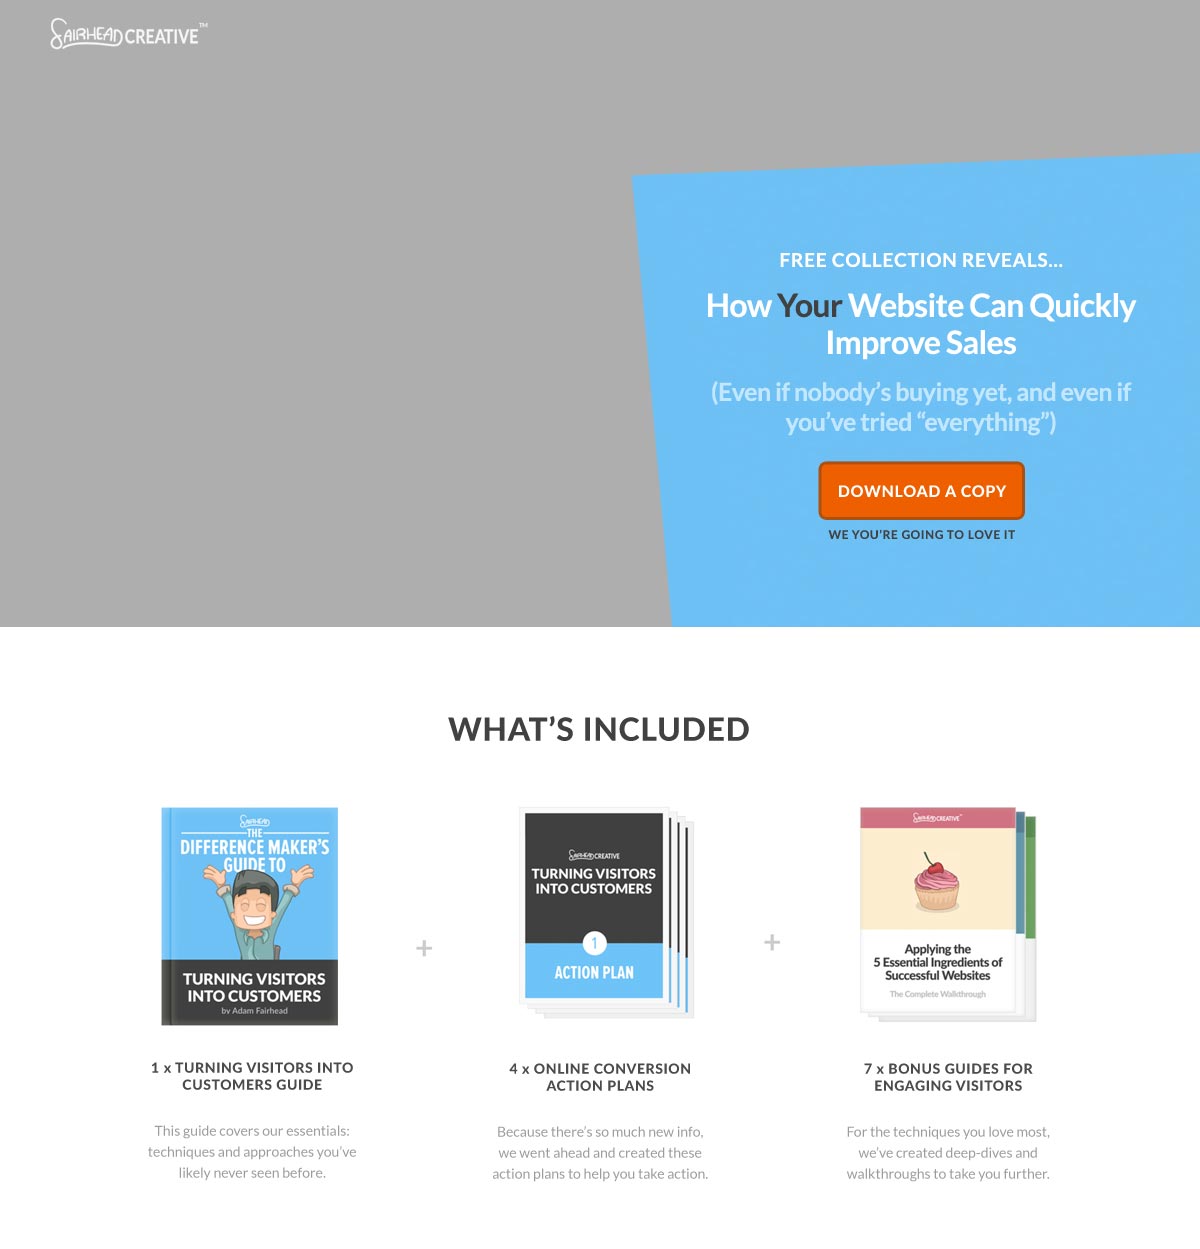 FAIRHEAD CREATIVE™
FREE COLLECTION REVEALS...
How Your Website Can Quickly
Improve Sales
(Even if nobody’s buying yet, and even if
you’ve tried “everything”)
DOWNLOAD A COPY
WE YOU’RE GOING TO LOVE IT
WHAT’S INCLUDED
FAIRHEAD
THE
DIFFERENCE MAKER’S
GUIDE TO
TURNING VISITORS
INTO CUSTOMERS
by Adam Fairhead
+
FAIRHEAD CREATIVE
TURNING VISITORS
INTO CUSTOMERS
1
ACTION PLAN
+
FAIRHEAD CREATIVE™
Applying the
5 Essential Ingredients of
Successful Websites
The Complete Walkthrough
1 x TURNING VISITORS INTO
CUSTOMERS GUIDE
This guide covers our essentials:
techniques and approaches you’ve
likely never seen before.
4 x ONLINE CONVERSION
ACTION PLANS
Because there’s so much new info,
we went ahead and created these
action plans to help you take action.
7 x BONUS GUIDES FOR
ENGAGING VISITORS
For the techniques you love most,
we’ve created deep-dives and
walkthroughs to take you further.